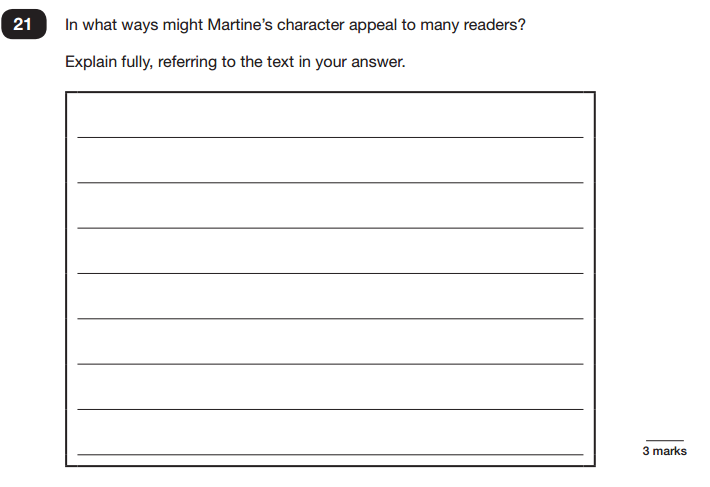 21 In what ways might Martine’s character appeal to many readers?
Explain fully, referring to the text in your answer.
3 marks